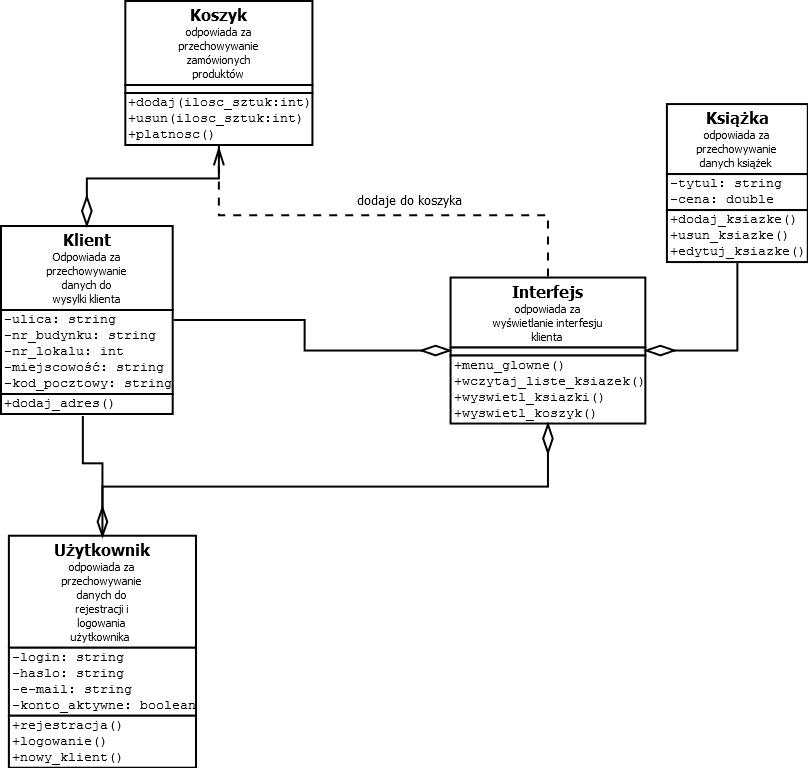 Koszyk
odpowiada za
przechowywanie
zamówionych
produktów
+dodaj(ilosc_sztuk:int)
+usun(ilosc_sztuk:int)
+platnosc()
Książka
odpowiada za
przechowywanie
danych książek
-tytul: string
-cena: double
+dodaj_ksiazke()
+usun_ksiazke()
+edytuj_ksiazke()
dodaje do koszyka
Klient
Odpowiada za
przechowywanie
danych do
wysylki klienta
-ulica: string
-nr_budynku: string
-nr_lokalu: int
-miejscowość: string
-kod_pocztowy: string
+dodaj_adres()
Interfejs
odpowiada za
wyświetlanie interfesju
klienta
+menu_glowne()
+wczytaj_liste_ksiazek()
+wyswietl_ksiazki()
+wyswietl_koszyk()
Użytkownik
odpowiada za
przechowywanie
danych do
rejestracji i
logowania
użytkownika
-login: string
-haslo: string
-e-mail: string
-konto_aktywne: boolean
+rejestracja()
+logowanie()
+nowy_klient()